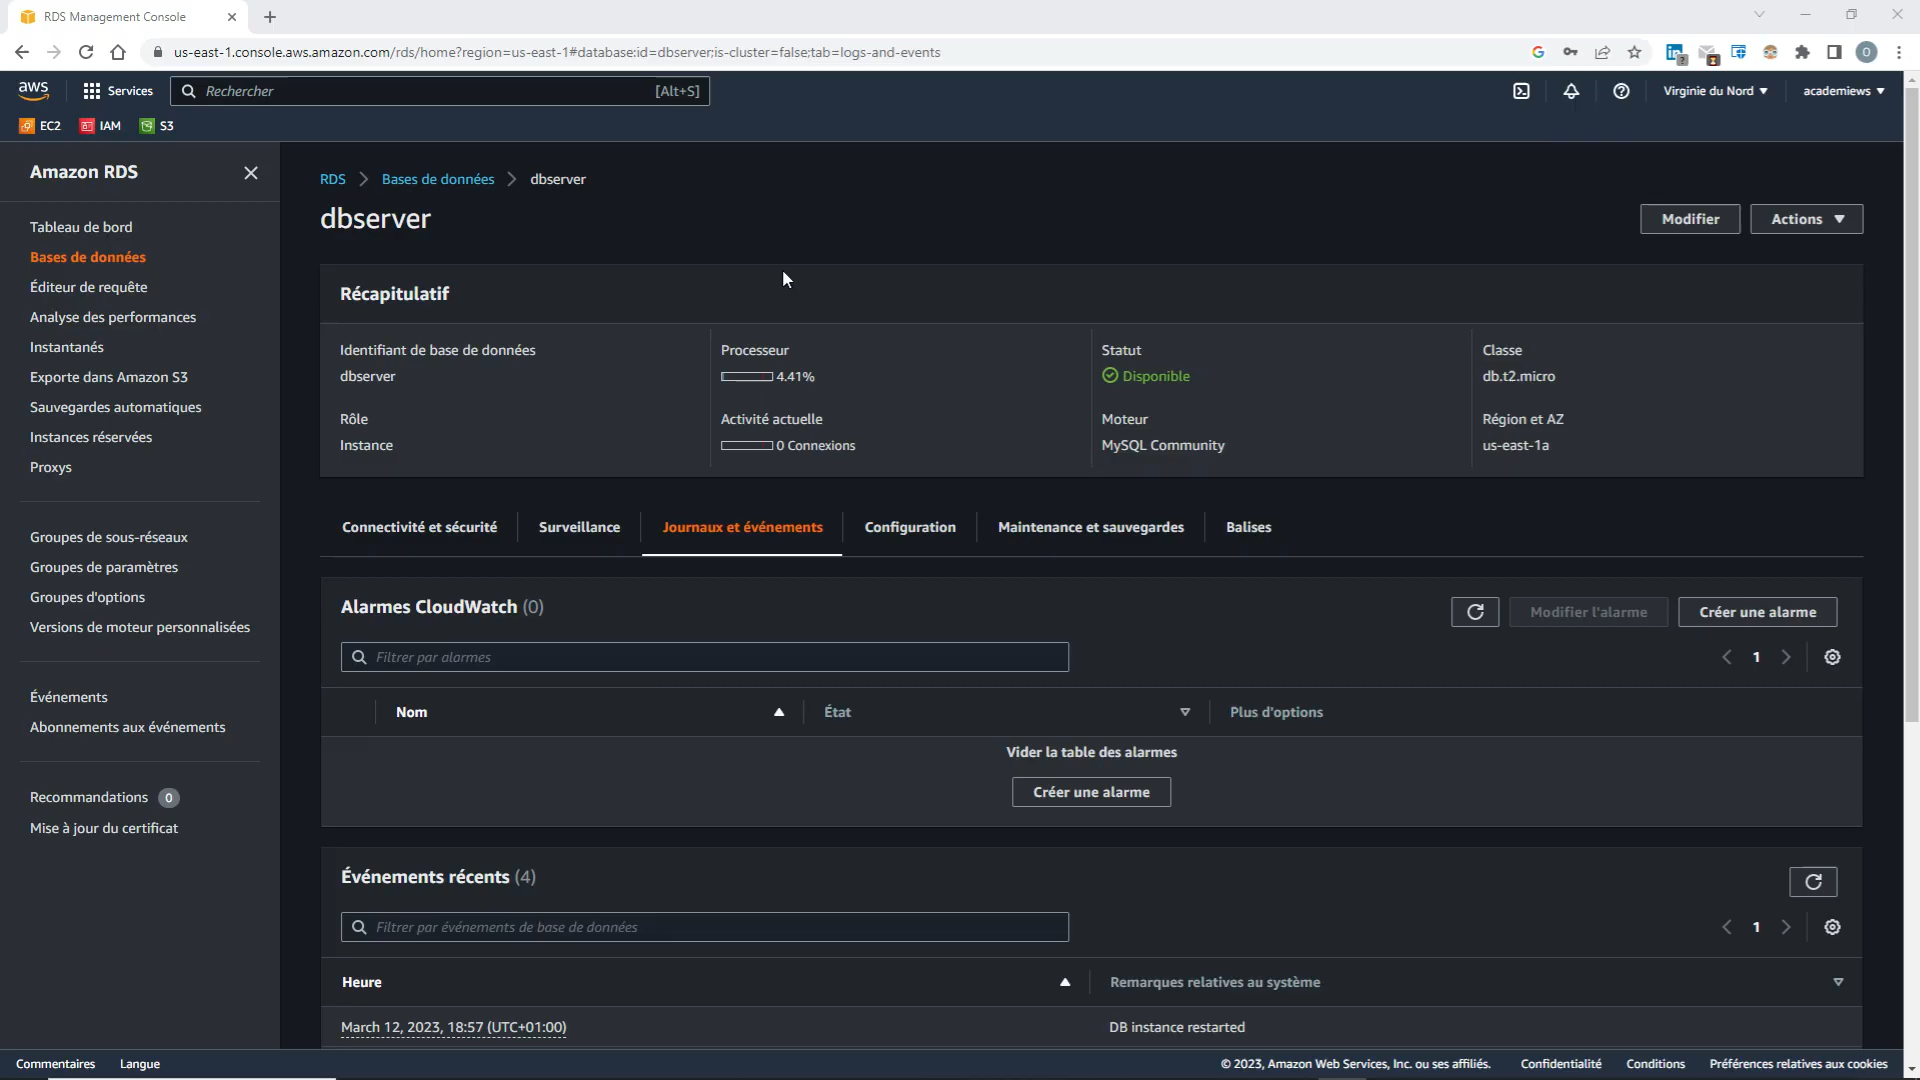 RDS Management Console
us-east-1.console.aws.amazon.com/rds/home?region=us-east-1#database:id=dbserver;is-cluster=false;tab=logs-and-events
O
aws
Services
Rechercher
[Alt+S]
Virginie du Nord
academiews
EC2
IAM
S3
Amazon RDS
Tableau de bord
Bases de données
Éditeur de requête
Analyse des performances
Instantanés
Exporte dans Amazon S3
Sauvegardes automatiques
Instances réservées
Proxys
Groupes de sous-réseaux
Groupes de paramètres
Groupes d'options
Versions de moteur personnalisées
Événements
Abonnements aux événements
Recommandations 0
Mise à jour du certificat
RDS
Bases de données
dbserver
dbserver
Modifier
Actions
Récapitulatif
Identifiant de base de données
dbserver
Processeur
4.41%
Statut
Disponible
Classe
db.t2.micro
Rôle
Instance
Activité actuelle
0 Connexions
Moteur
MySQL Community
Région et AZ
us-east-1a
Connectivité et sécurité
Surveillance
Journaux et événements
Configuration
Maintenance et sauvegardes
Balises
Alarmes CloudWatch (0)
Modifier l'alarme
Créer une alarme
Filtrer par alarmes
1
Nom
État
Plus d'options
Vider la table des alarmes
Créer une alarme
Événements récents (4)
Filtrer par événements de base de données
1
Heure
Remarques relatives au système
March 12, 2023, 18:57 (UTC+01:00)
DB instance restarted
Commentaires
Langue
© 2023, Amazon Web Services, Inc. ou ses affiliés.
Confidentialité
Conditions
Préférences relatives aux cookies